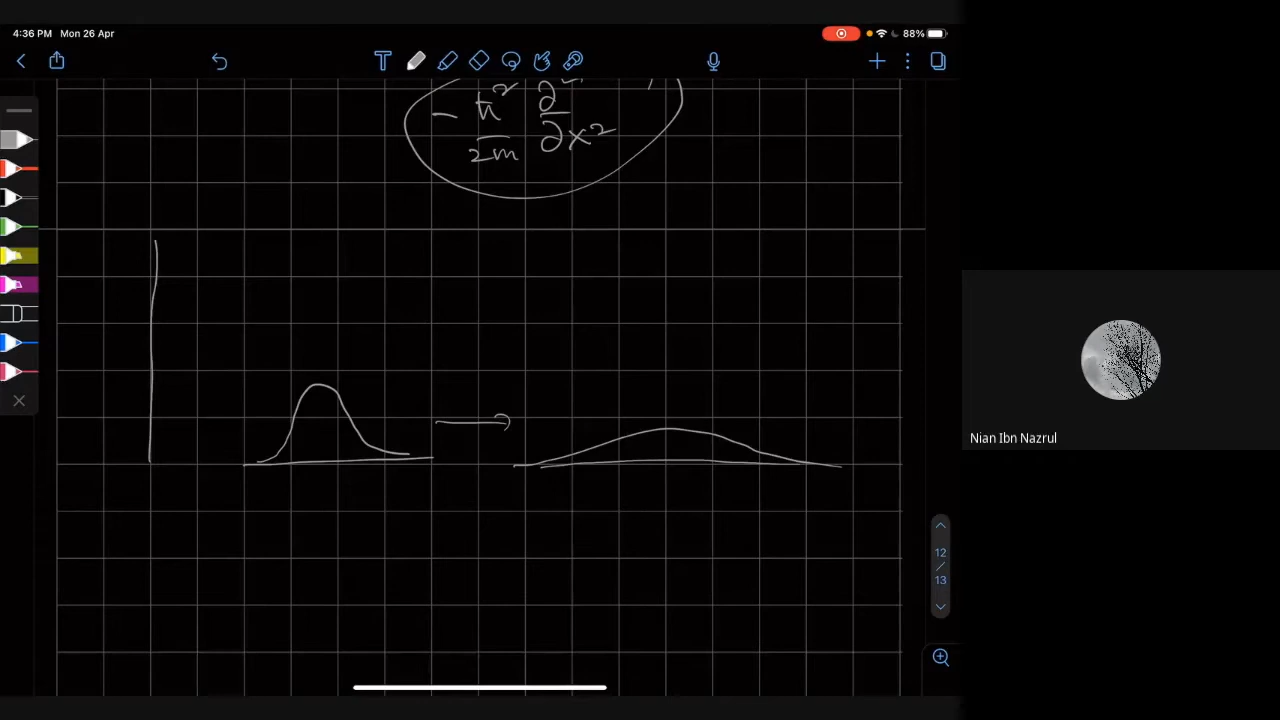 4:36 PM Mon 26 Apr
88%
T
- ħ² ∂²
2m ∂x²
12
/
13
Nian Ibn Nazrul